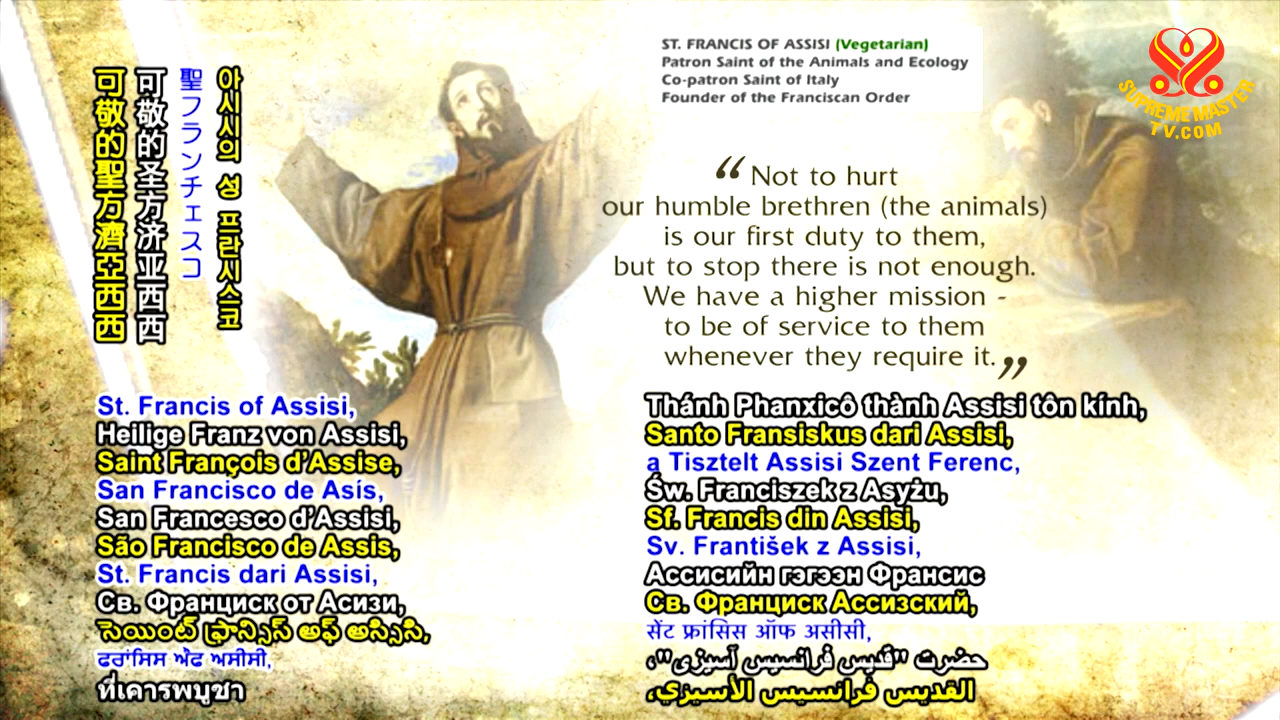 ST. FRANCIS OF ASSISI (Vegetarian)
Patron Saint of the Animals and Ecology
Co-patron Saint of Italy
Founder of the Franciscan Order
SUPREME MASTER
TV.COM
可敬的聖方濟亞西西
可敬的圣方济亚西西
聖フランチェスコ
아시시의 성 프란시스코
“Not to hurt
our humble brethren (the animals)
is our first duty to them,
but to stop there is not enough.
We have a higher mission -
to be of service to them
whenever they require it.”
St. Francis of Assisi,
Heilige Franz von Assisi,
Saint François d’Assise,
San Francisco de Asís,
San Francesco d’Assisi,
São Francisco de Assis,
St. Francis dari Assisi,
Св. Франциск от Асизи,
సెయింట్ ఫ్రాన్సిస్ అఫ్ అస్సిసి,
ਫਰਾਂਸਿਸ ਔਫ ਅਸੀਸੀ,
ที่เคารพบูชา
Thánh Phanxicô thành Assisi tôn kính,
Santo Fransiskus dari Assisi,
a Tisztelt Assisi Szent Ferenc,
Św. Franciszek z Asyżu,
Sf. Francis din Assisi,
Sv. František z Assisi,
Ассисийн гэгээн Франсис
Св. Франциск Ассизский,
सेंट फ्रांसिस ऑफ असीसी,
حضرت "قدیس فرانسیس آسیزی"،
القديس فرانسيس الأسيزي،